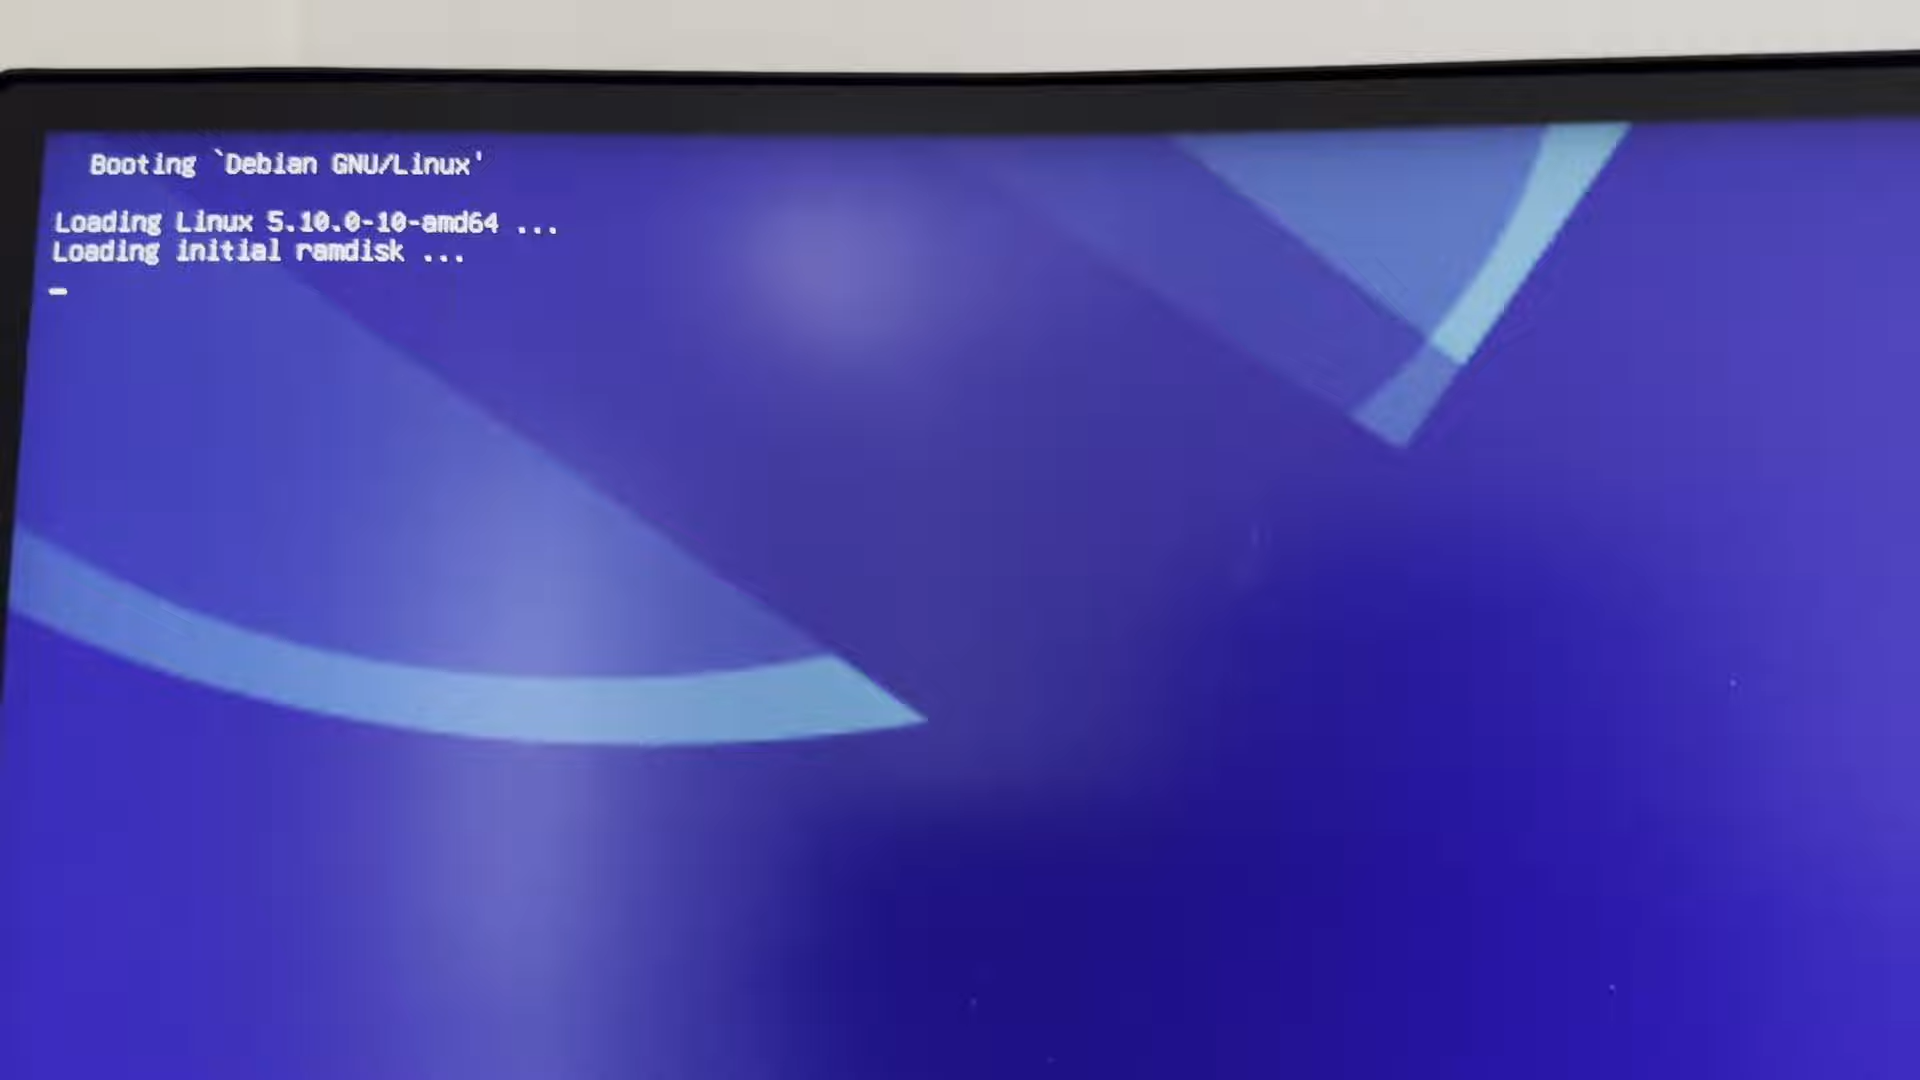 Booting `Debian GNU/Linux'
Loading Linux 5.10.0-10-amd64 ...
Loading initial ramdisk ...